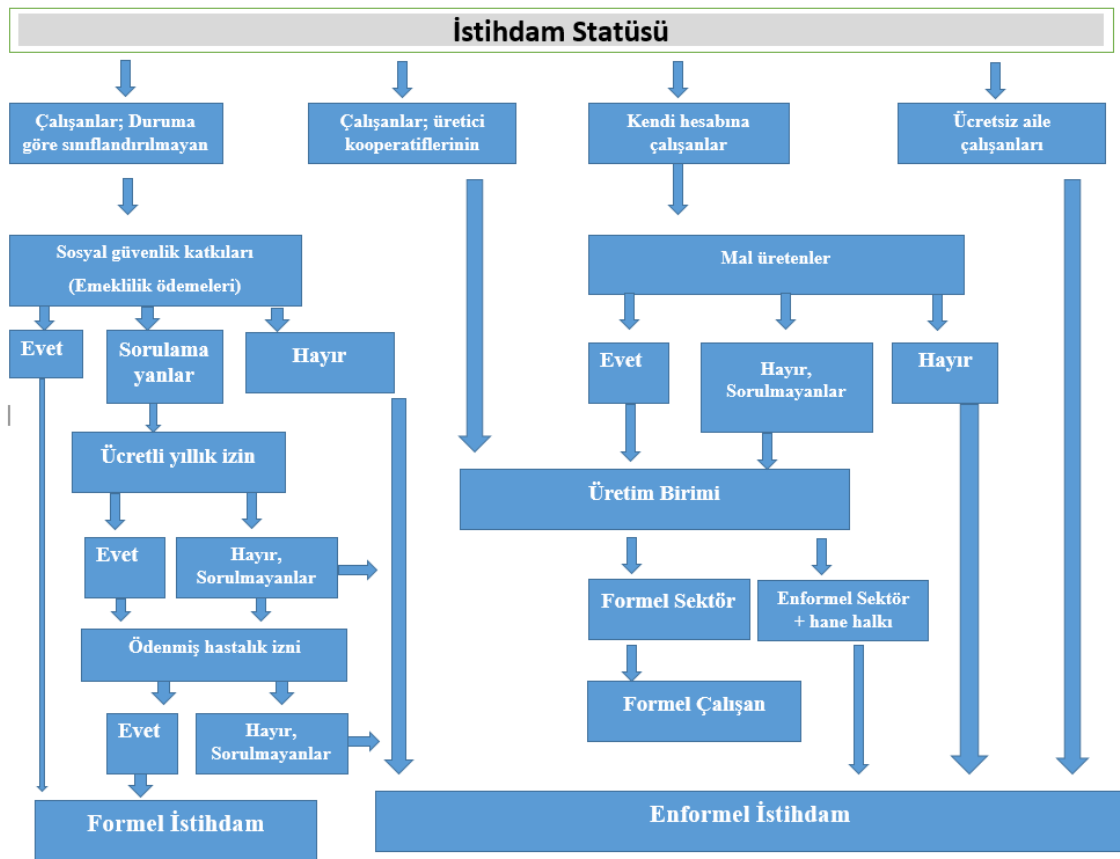 İstihdam Statüsü
Çalışanlar; Duruma
göre sınıflandırılmayan
Çalışanlar; üretici
kooperatiflerinin
Kendi hesabına
çalışanlar
Ücretsiz aile
çalışanları
Sosyal güvenlik katkıları
(Emeklilik ödemeleri)
Mal üretenler
Evet
Sorulama
yanlar
Hayır
Evet
Hayır,
Sorulmayanlar
Hayır
Ücretli yıllık izin
Üretim Birimi
Evet
Hayır,
Sorulmayanlar
Formel Sektör
Enformel Sektör
+ hane halkı
Ödenmiş hastalık izni
Formel Çalışan
Evet
Hayır,
Sorulmayanlar
Formel İstihdam
Enformel İstihdam